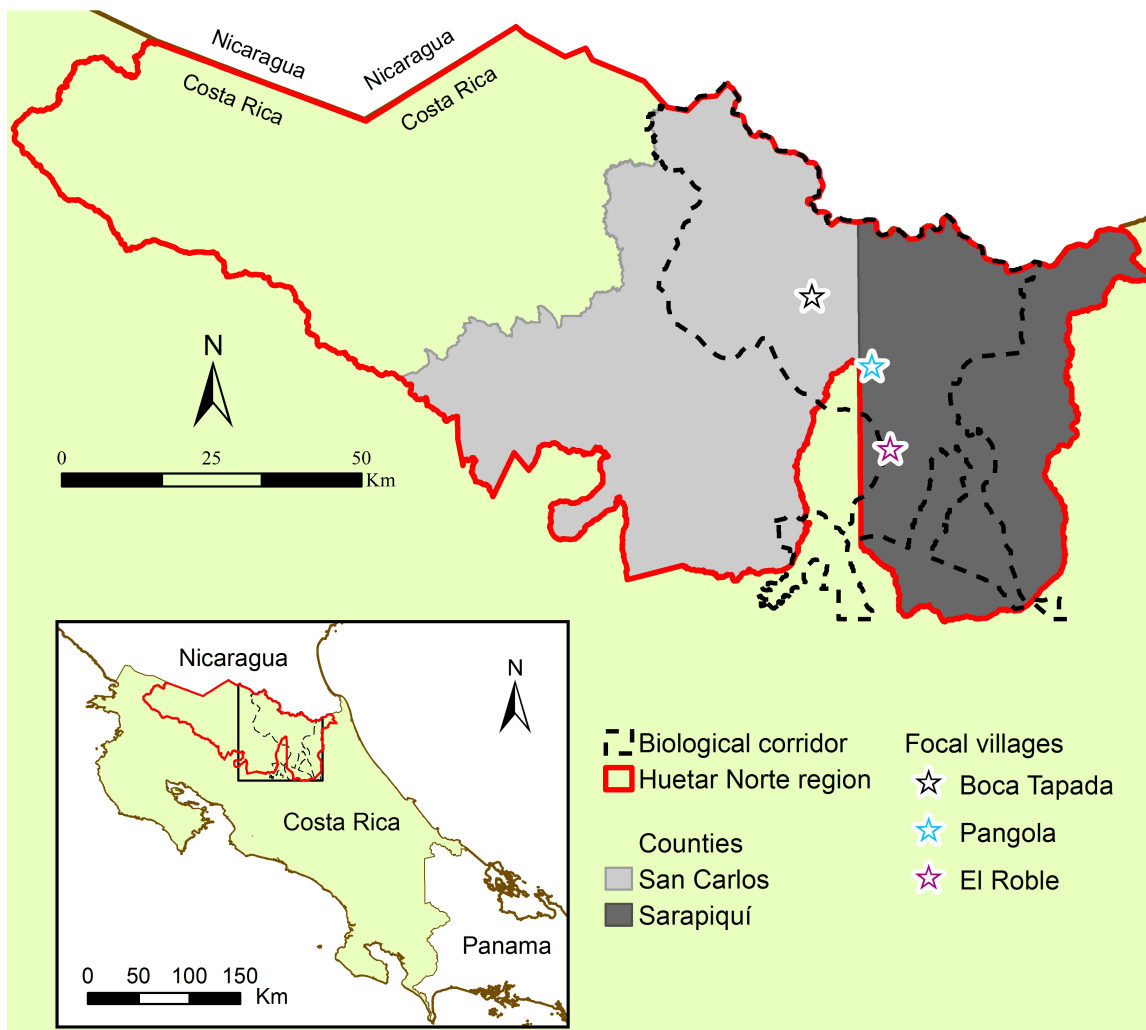 Nicaragua
Costa Rica
Nicaragua
Costa Rica
N
0 25 50
Km
Nicaragua
N
Costa Rica
Panama
0 50 100 150
Km
Biological corridor
Huetar Norte region
Counties
San Carlos
Sarapiquí
Focal villages
Boca Tapada
Pangola
El Roble